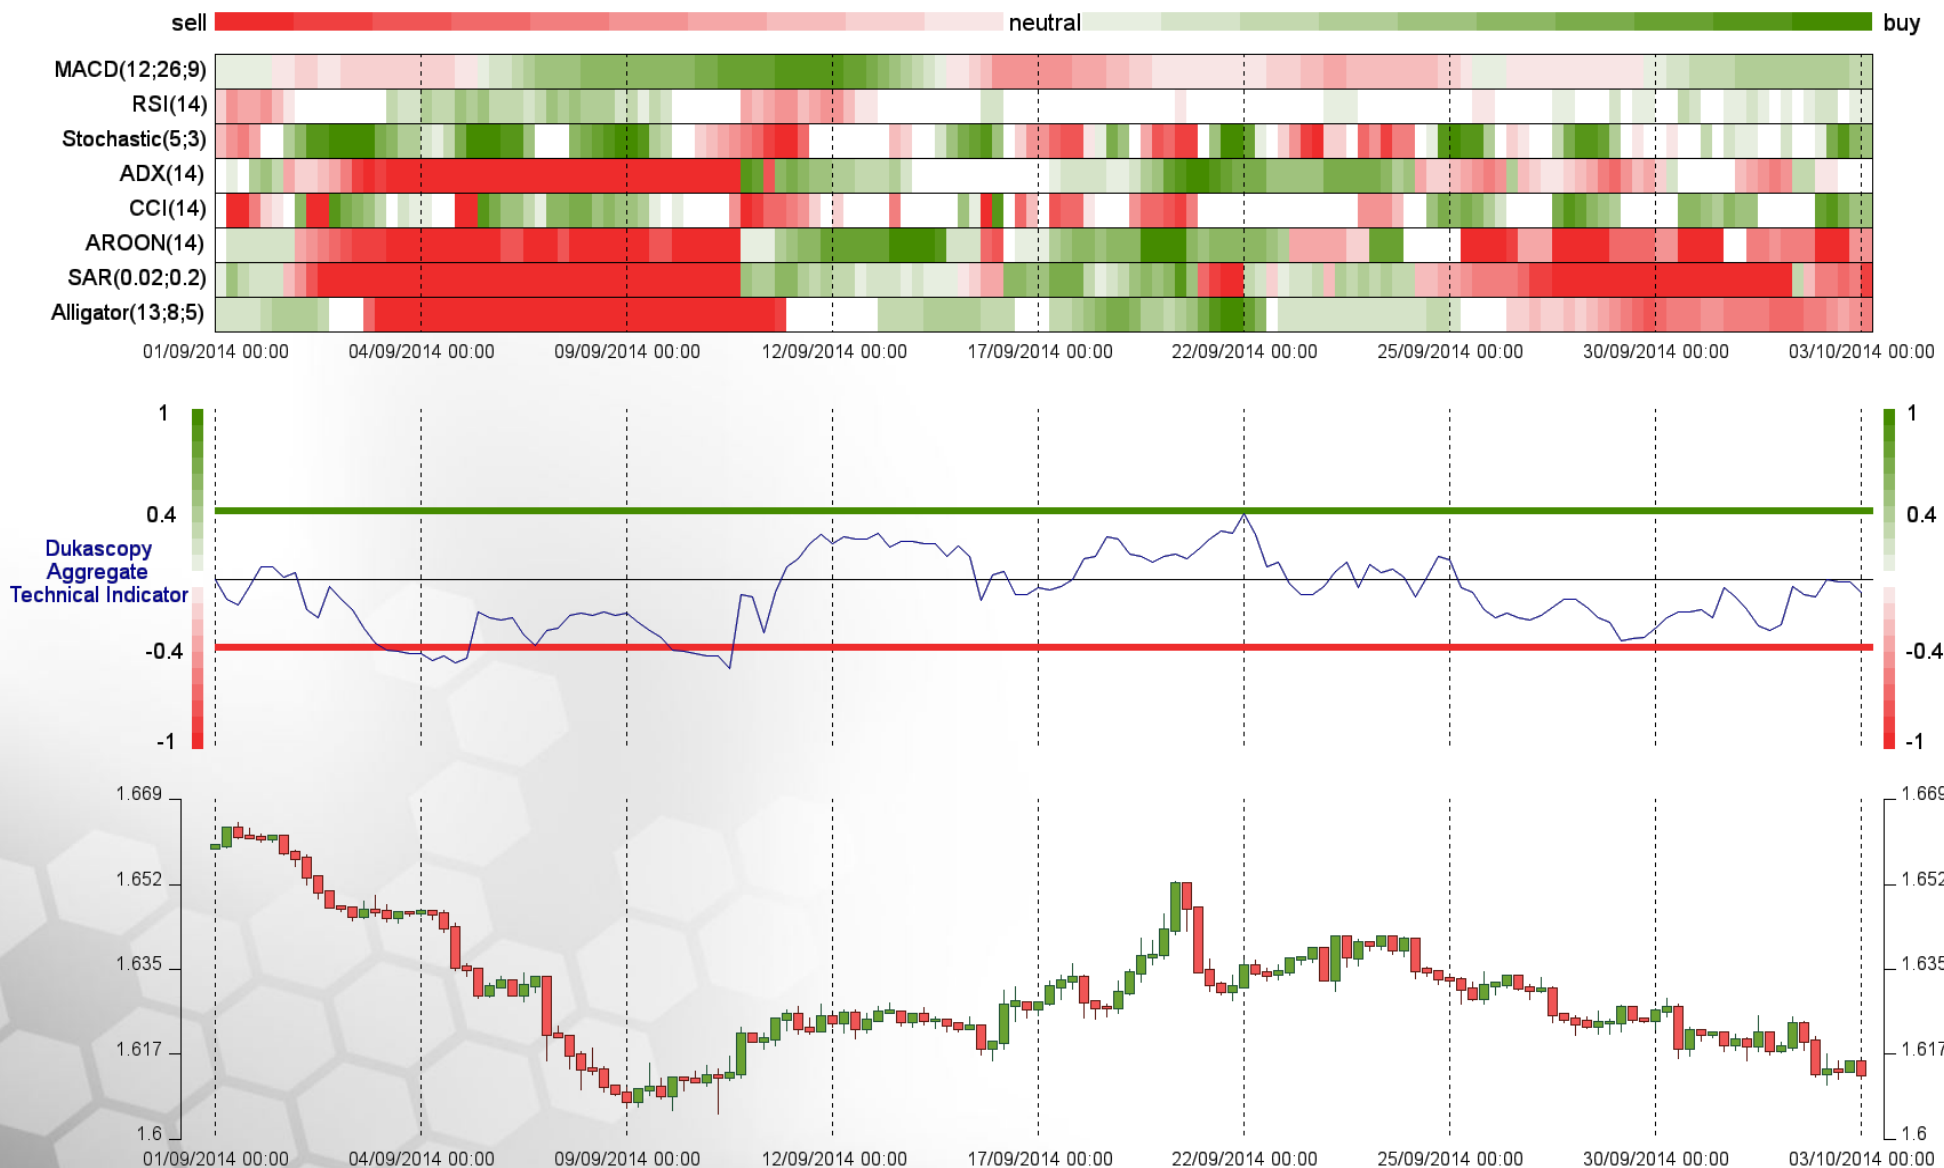 sell neutral buy
MACD(12;26;9)
RSI(14)
Stochastic(5;3)
ADX(14)
CCI(14)
AROON(14)
SAR(0.02;0.2)
Alligator(13;8;5)
01/09/2014 00:00 04/09/2014 00:00 09/09/2014 00:00 12/09/2014 00:00 17/09/2014 00:00 22/09/2014 00:00 25/09/2014 00:00 30/09/2014 00:00 03/10/2014 00:00
1 1
0.4 0.4
Dukascopy
Aggregate
Technical Indicator
-0.4 -0.4
-1 -1
1.669 1.669
1.652 1.652
1.635 1.635
1.617 1.617
1.6 1.6
01/09/2014 00:00 04/09/2014 00:00 09/09/2014 00:00 12/09/2014 00:00 17/09/2014 00:00 22/09/2014 00:00 25/09/2014 00:00 30/09/2014 00:00 03/10/2014 00:00